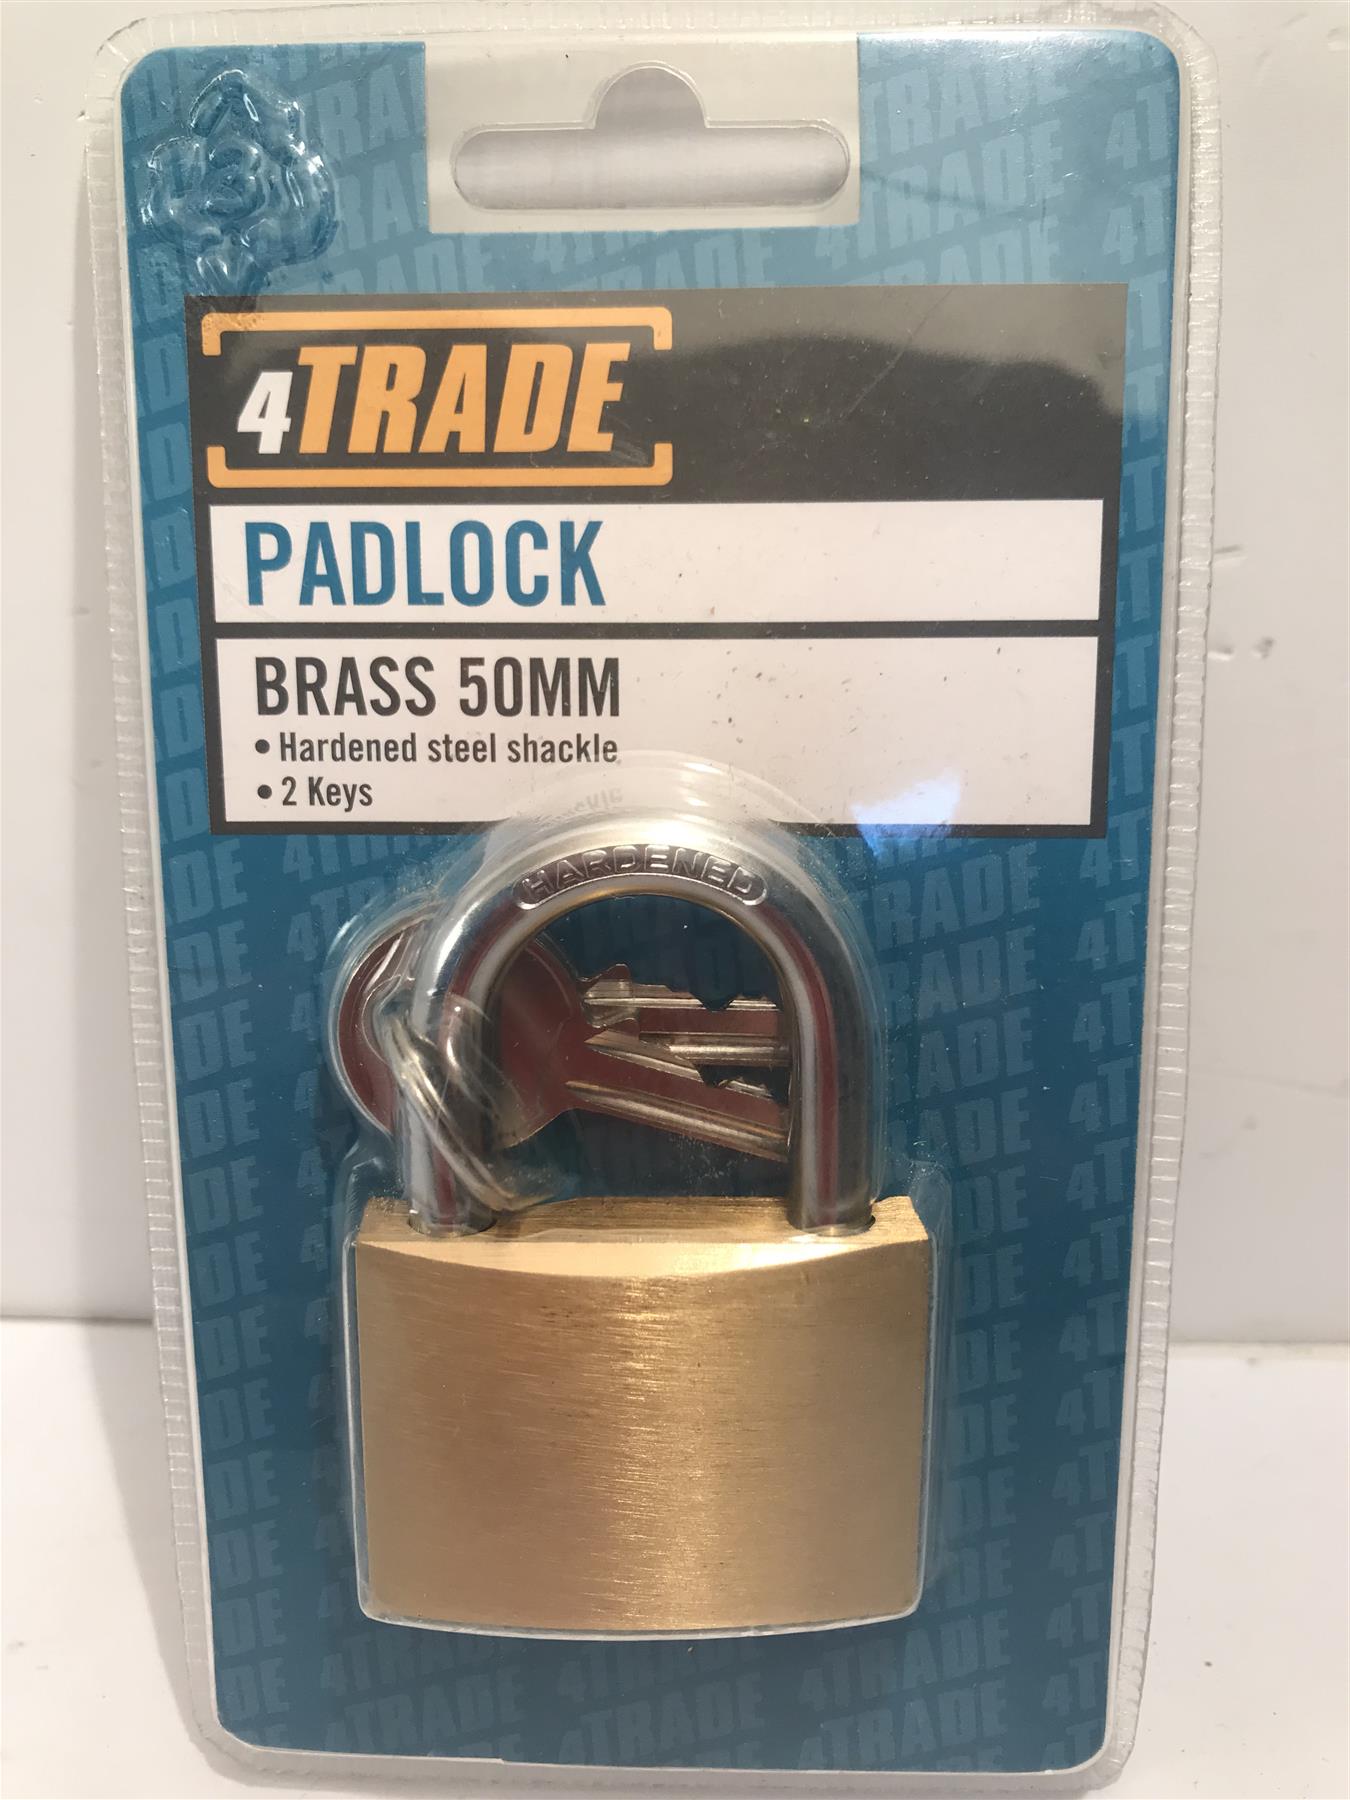 4TRADE
PADLOCK
BRASS 50MM
• Hardened steel shackle
• 2 Keys
HARDENED